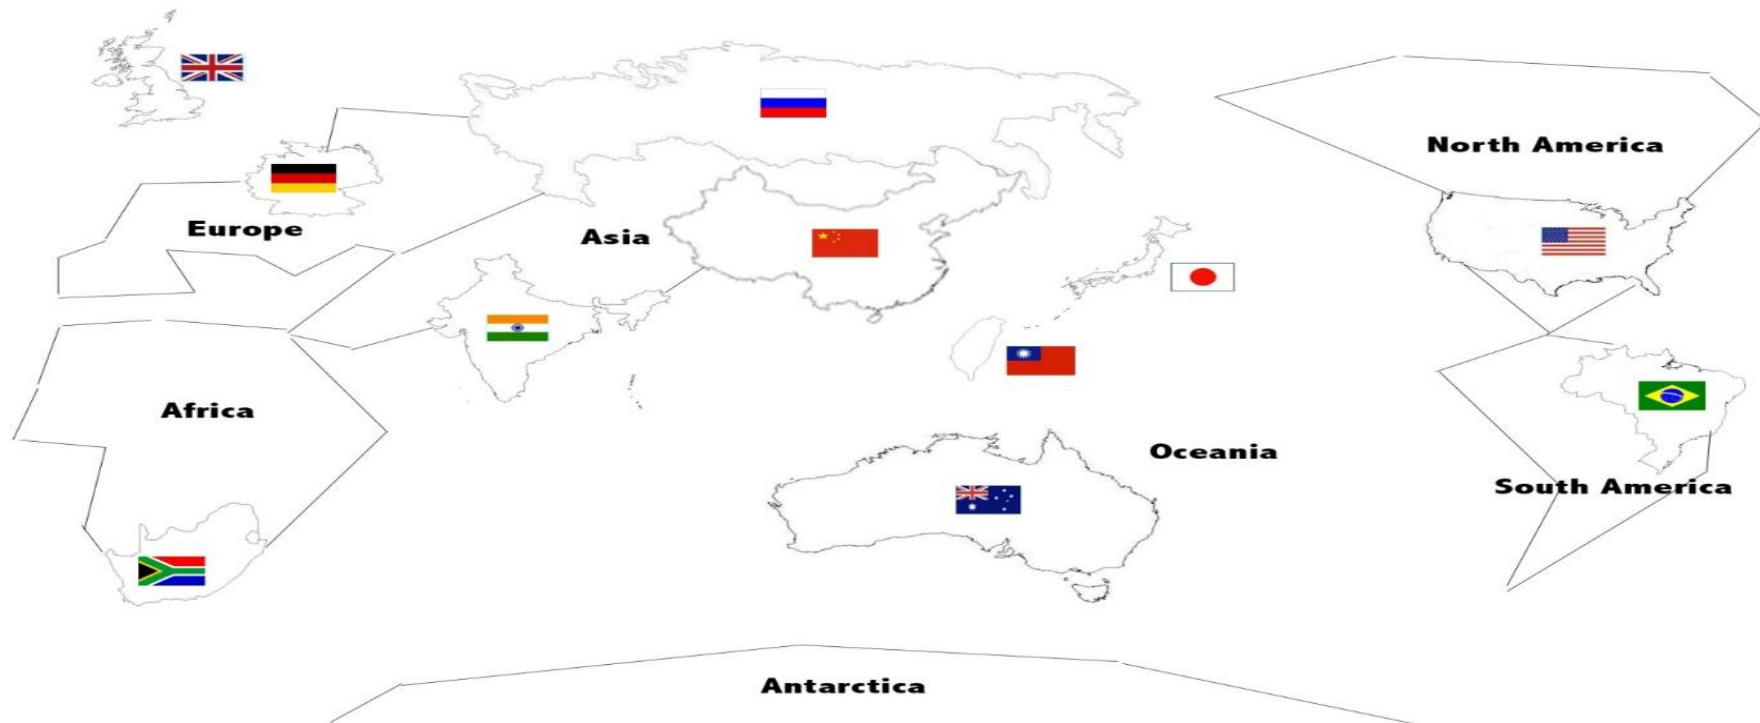 North America
Europe
Asia
Africa
Oceania
South America
Antarctica